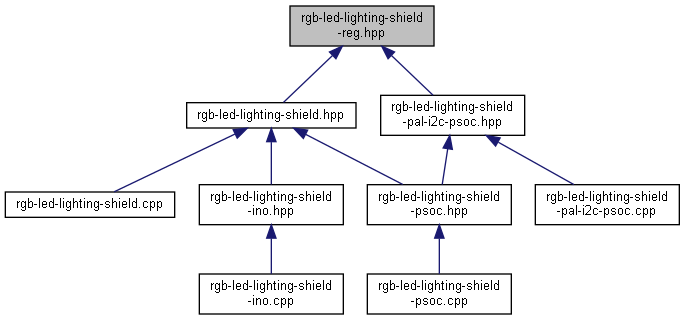 rgb-led-lighting-shield
-reg.hpp
rgb-led-lighting-shield.hpp
rgb-led-lighting-shield
-pal-i2c-psoc.hpp
rgb-led-lighting-shield.cpp
rgb-led-lighting-shield
-ino.hpp
rgb-led-lighting-shield
-psoc.hpp
rgb-led-lighting-shield
-pal-i2c-psoc.cpp
rgb-led-lighting-shield
-ino.cpp
rgb-led-lighting-shield
-psoc.cpp